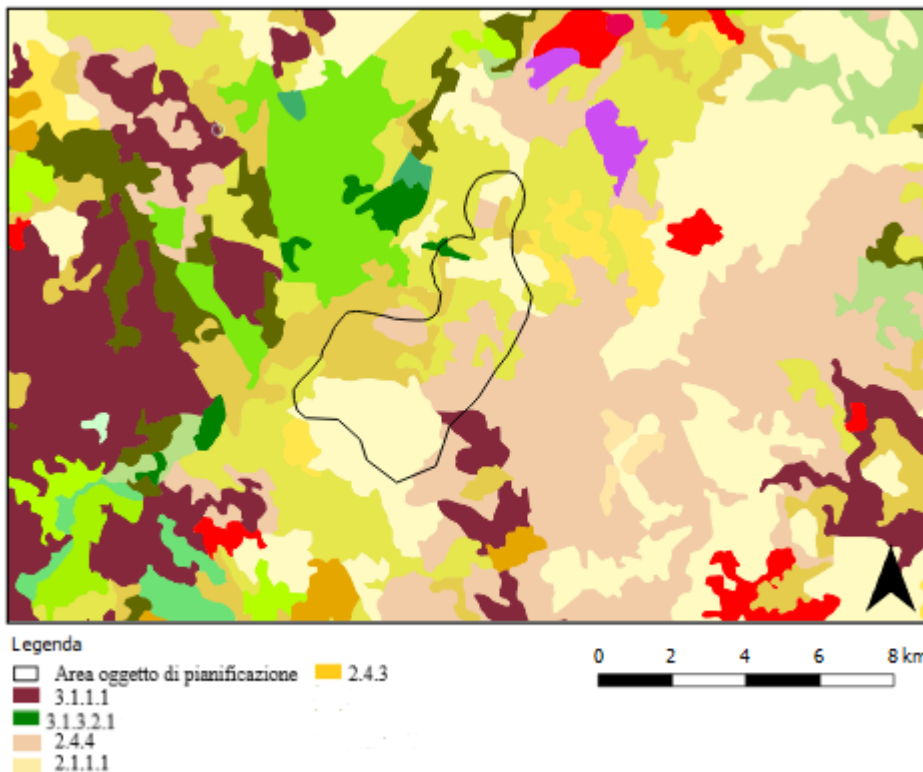 Legenda
Area oggetto di pianificazione
2.4.3
3.1.1.1
3.1.3.2.1
2.4.4
2.1.1.1
0 2 4 6 8 km